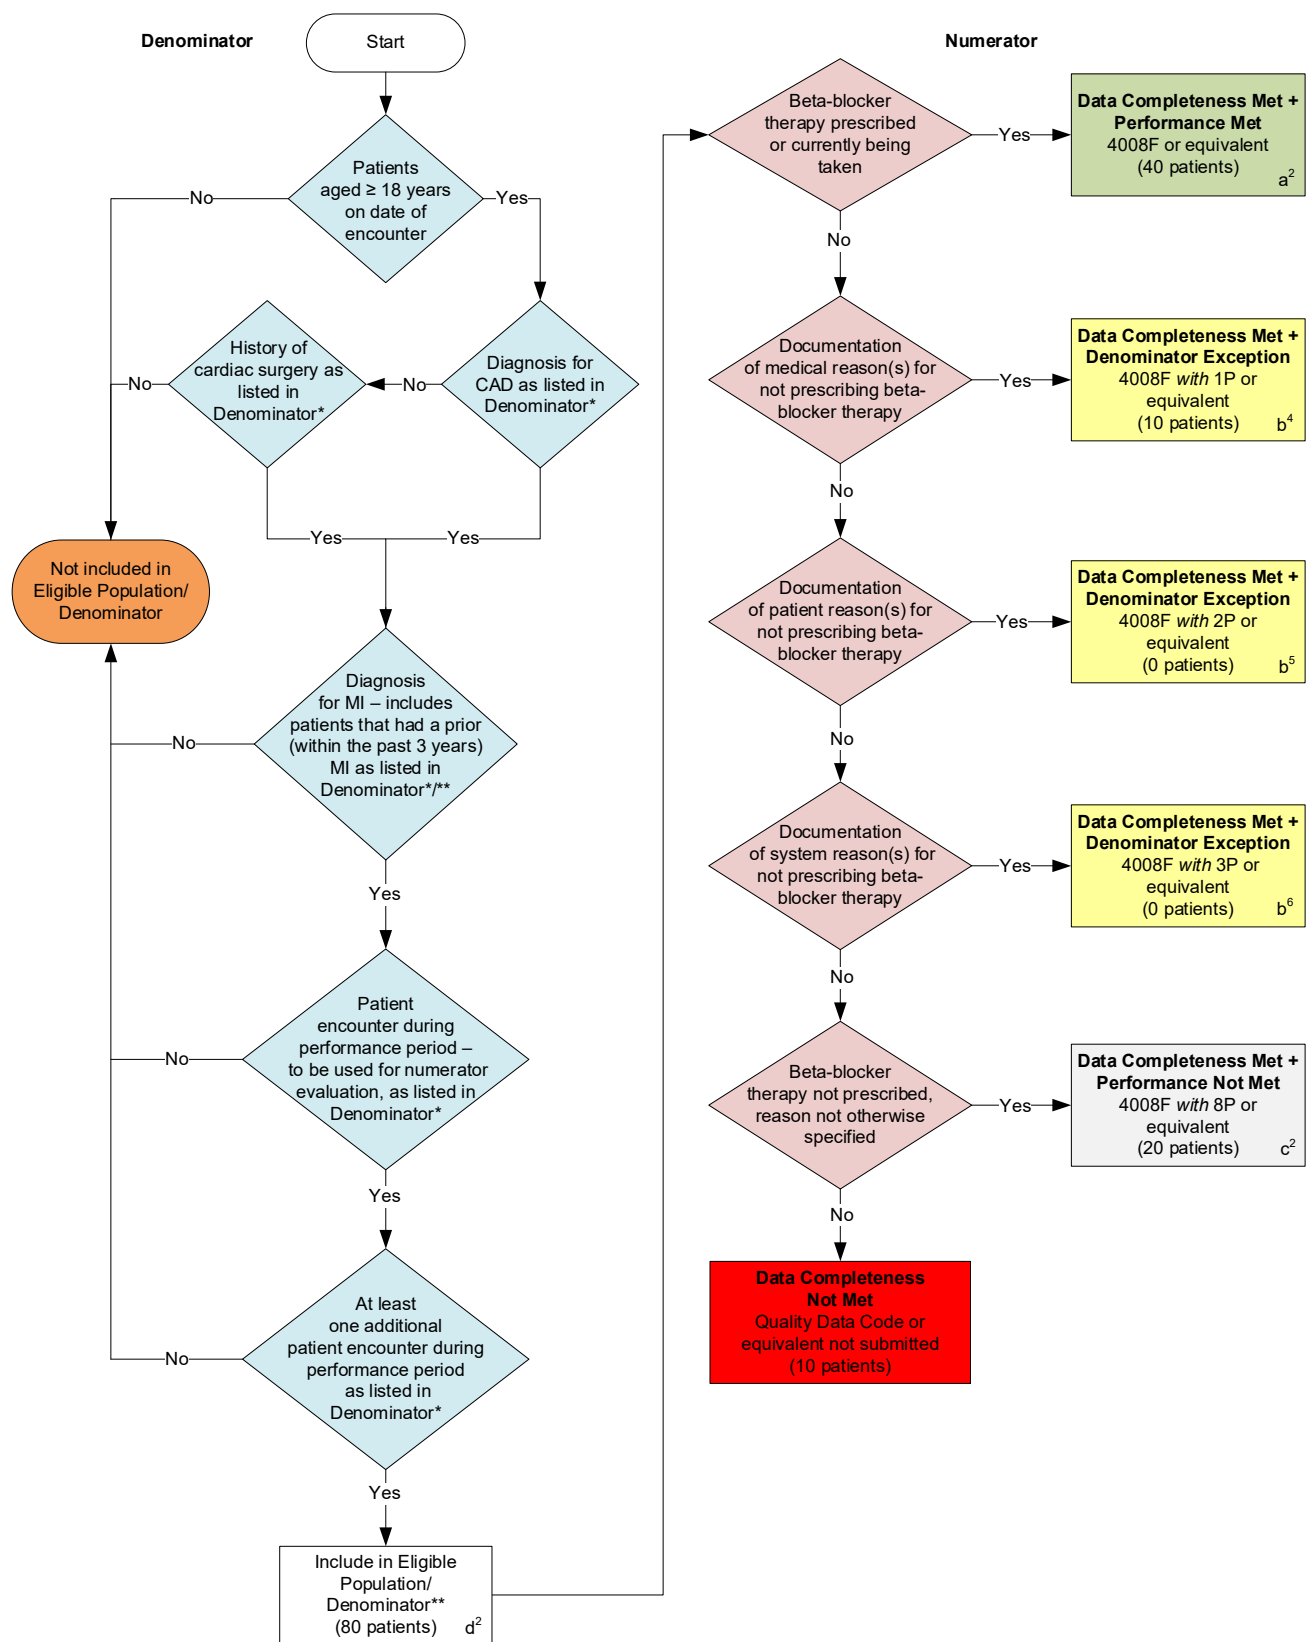 Denominator
Start
Patients
aged ≥ 18 years
on date of
encounter
No
Yes
History of
cardiac surgery as
listed in
Denominator*
No
Diagnosis for
CAD as listed in
Denominator*
No
Yes
Yes
Not included in
Eligible Population/
Denominator
Diagnosis
for MI – includes
patients that had a prior
(within the past 3 years)
MI as listed in
Denominator*/**
No
Yes
Patient
encounter during
performance period –
to be used for numerator
evaluation, as listed in
Denominator*
No
Yes
At least
one additional
patient encounter during
performance period
as listed in
Denominator*
No
Yes
Include in Eligible
Population/
Denominator**
(80 patients) d²
Numerator
Beta-blocker
therapy prescribed
or currently being
taken
Yes
Data Completeness Met +
Performance Met
4008F or equivalent
(40 patients)
a²
No
Documentation
of medical reason(s) for
not prescribing beta-
blocker therapy
Yes
Data Completeness Met +
Denominator Exception
4008F with 1P or
equivalent
(10 patients) b⁴
No
Documentation
of patient reason(s) for
not prescribing beta-
blocker therapy
Yes
Data Completeness Met +
Denominator Exception
4008F with 2P or
equivalent
(0 patients) b⁵
No
Documentation
of system reason(s) for
not prescribing beta-
blocker therapy
Yes
Data Completeness Met +
Denominator Exception
4008F with 3P or
equivalent
(0 patients) b⁶
No
Beta-blocker
therapy not prescribed,
reason not otherwise
specified
Yes
Data Completeness Met +
Performance Not Met
4008F with 8P or
equivalent
(20 patients) c²
No
Data Completeness
Not Met
Quality Data Code or
equivalent not submitted
(10 patients)